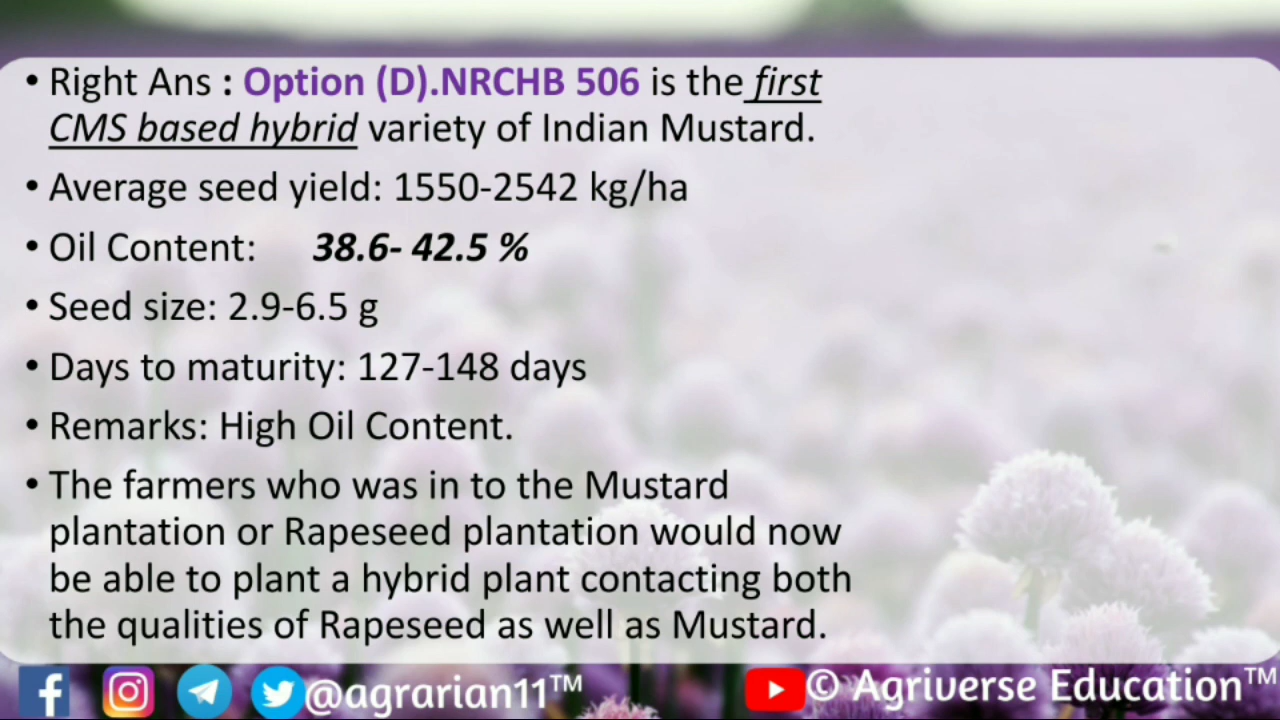 • Right Ans : Option (D).NRCHB 506 is the first
CMS based hybrid variety of Indian Mustard.
• Average seed yield: 1550-2542 kg/ha
• Oil Content: 38.6- 42.5 %
• Seed size: 2.9-6.5 g
• Days to maturity: 127-148 days
• Remarks: High Oil Content.
• The farmers who was in to the Mustard
plantation or Rapeseed plantation would now
be able to plant a hybrid plant contacting both
the qualities of Rapeseed as well as Mustard.
@agrarian11™ © Agriverse Education™